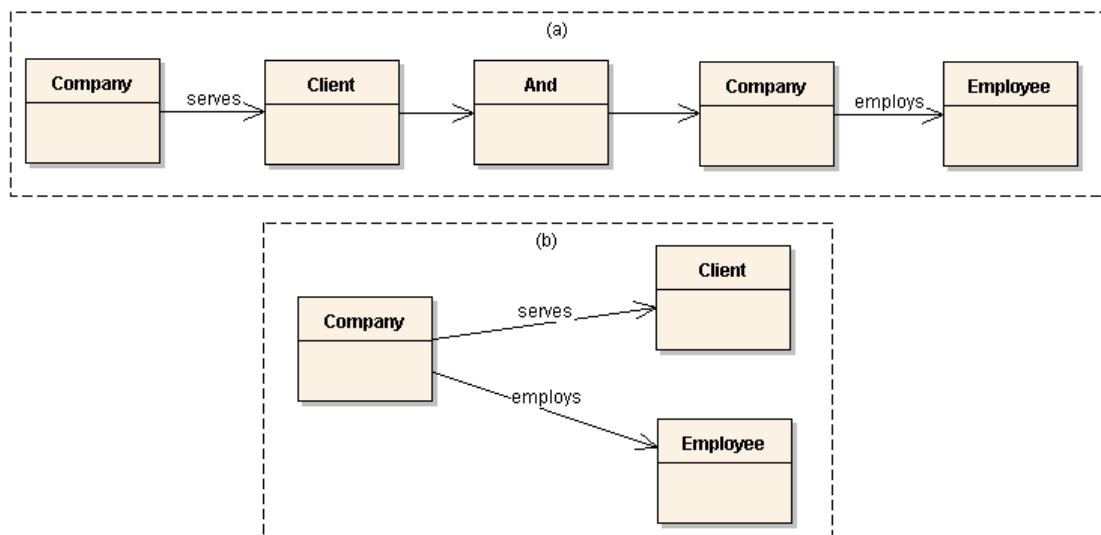 (a)
Company serves Client And Company employs Employee
(b)
Client
serves
Company
employs
Employee